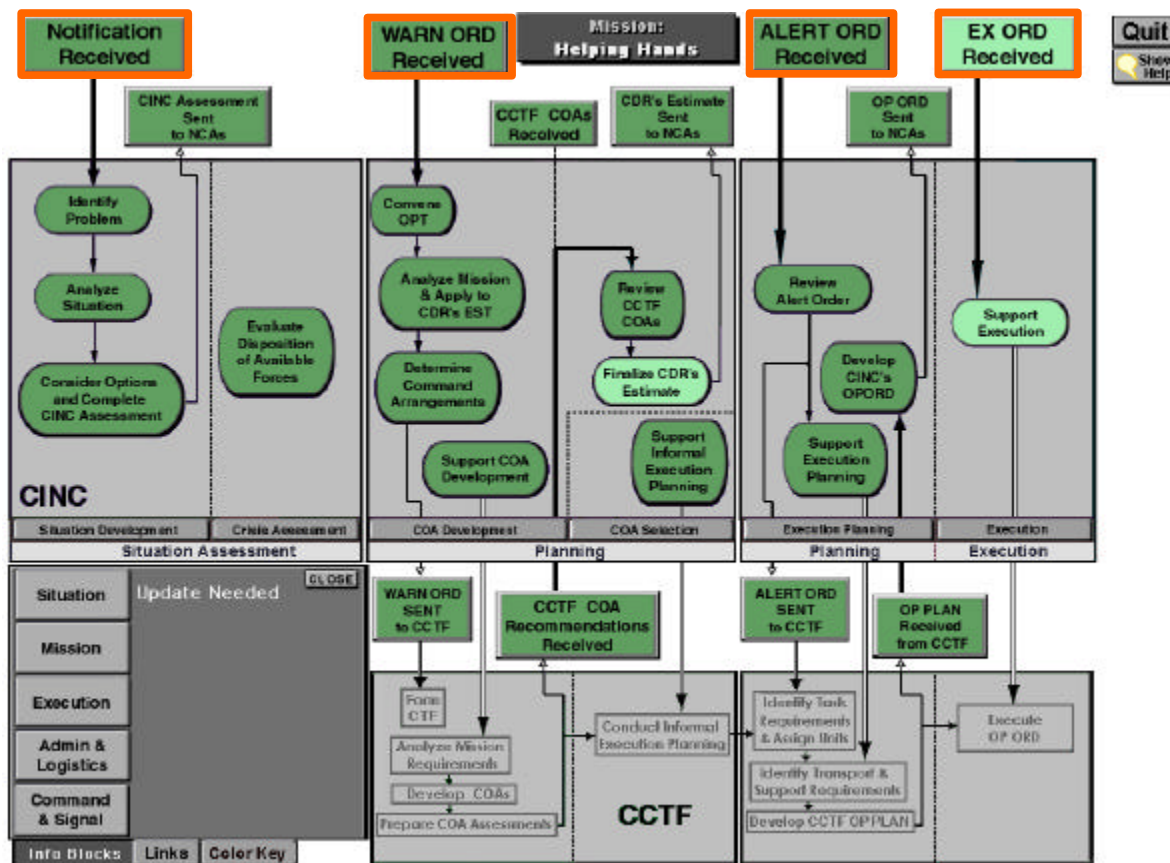 Notification
Received
WARN ORD
Received
Mission:
Helping Hands
ALERT ORD
Received
EX ORD
Received
Quit
Show
Help
CINC Assessment
Sent
to NCAs
CCTF COAs
Received
CDR's Estimate
Sent
to NCAs
OP ORD
Sent
to NCAs
Identify
Problem
Analyze
Situation
Consider Options
and Complete
CINC Assessment
Evaluate
Disposition
of Available
Forces
Convene
OPT
Analyze Mission
& Apply to
CDR's EST
Determine
Command
Arrangements
Support COA
Development
Review
CCTF
COAs
Finalize CDR's
Estimate
Support
Informal
Execution
Planning
Review
Alert Order
Develop
CINC's
OPORD
Support
Execution
Planning
Support
Execution
CINC
Situation Development
Crisis Assessment
COA Development
COA Selection
Execution Planning
Execution
Situation Assessment
Planning
Planning
Execution
Situation
Mission
Execution
Admin &
Logistics
Command
& Signal
Update Needed
CLOSE
Info Blocks
Links
Color Key
WARN ORD
SENT
to CCTF
CCTF COA
Recommendations
Received
ALERT ORD
SENT
to CCTF
OP PLAN
Received
from CCTF
Form
CTF
Analyze Mission
Requirements
Develop COAs
Prepare COA Assessments
Conduct Informal
Execution Planning
CCTF
Identify Task
Requirements
& Assign Units
Identify Transport &
Support Requirements
Develop CCTF OP PLAN
Execute
OP ORD